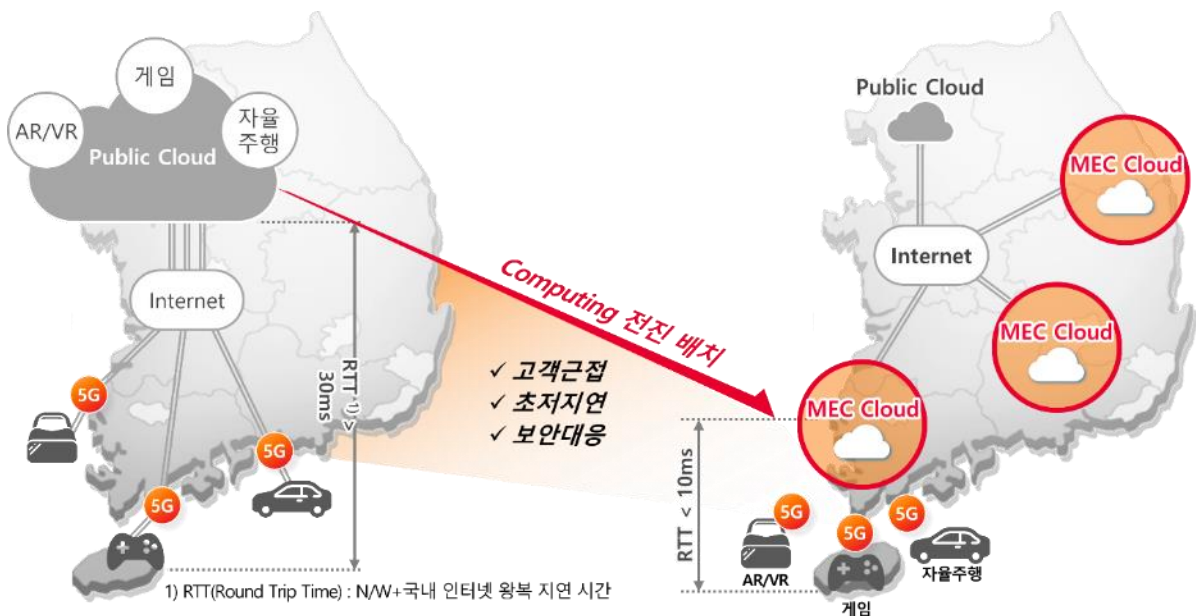 게임
AR/VR
자율
주행
Public Cloud
Internet
5G
5G
5G
RTT 1) >
30ms
1) RTT(Round Trip Time) : N/W+국내 인터넷 왕복 지연 시간
Computing 전진 배치
✓ 고객근접
✓ 초저지연
✓ 보안대응
Public Cloud
MEC Cloud
Internet
MEC Cloud
MEC Cloud
RTT < 10ms
5G
5G
5G
AR/VR
자율주행
게임